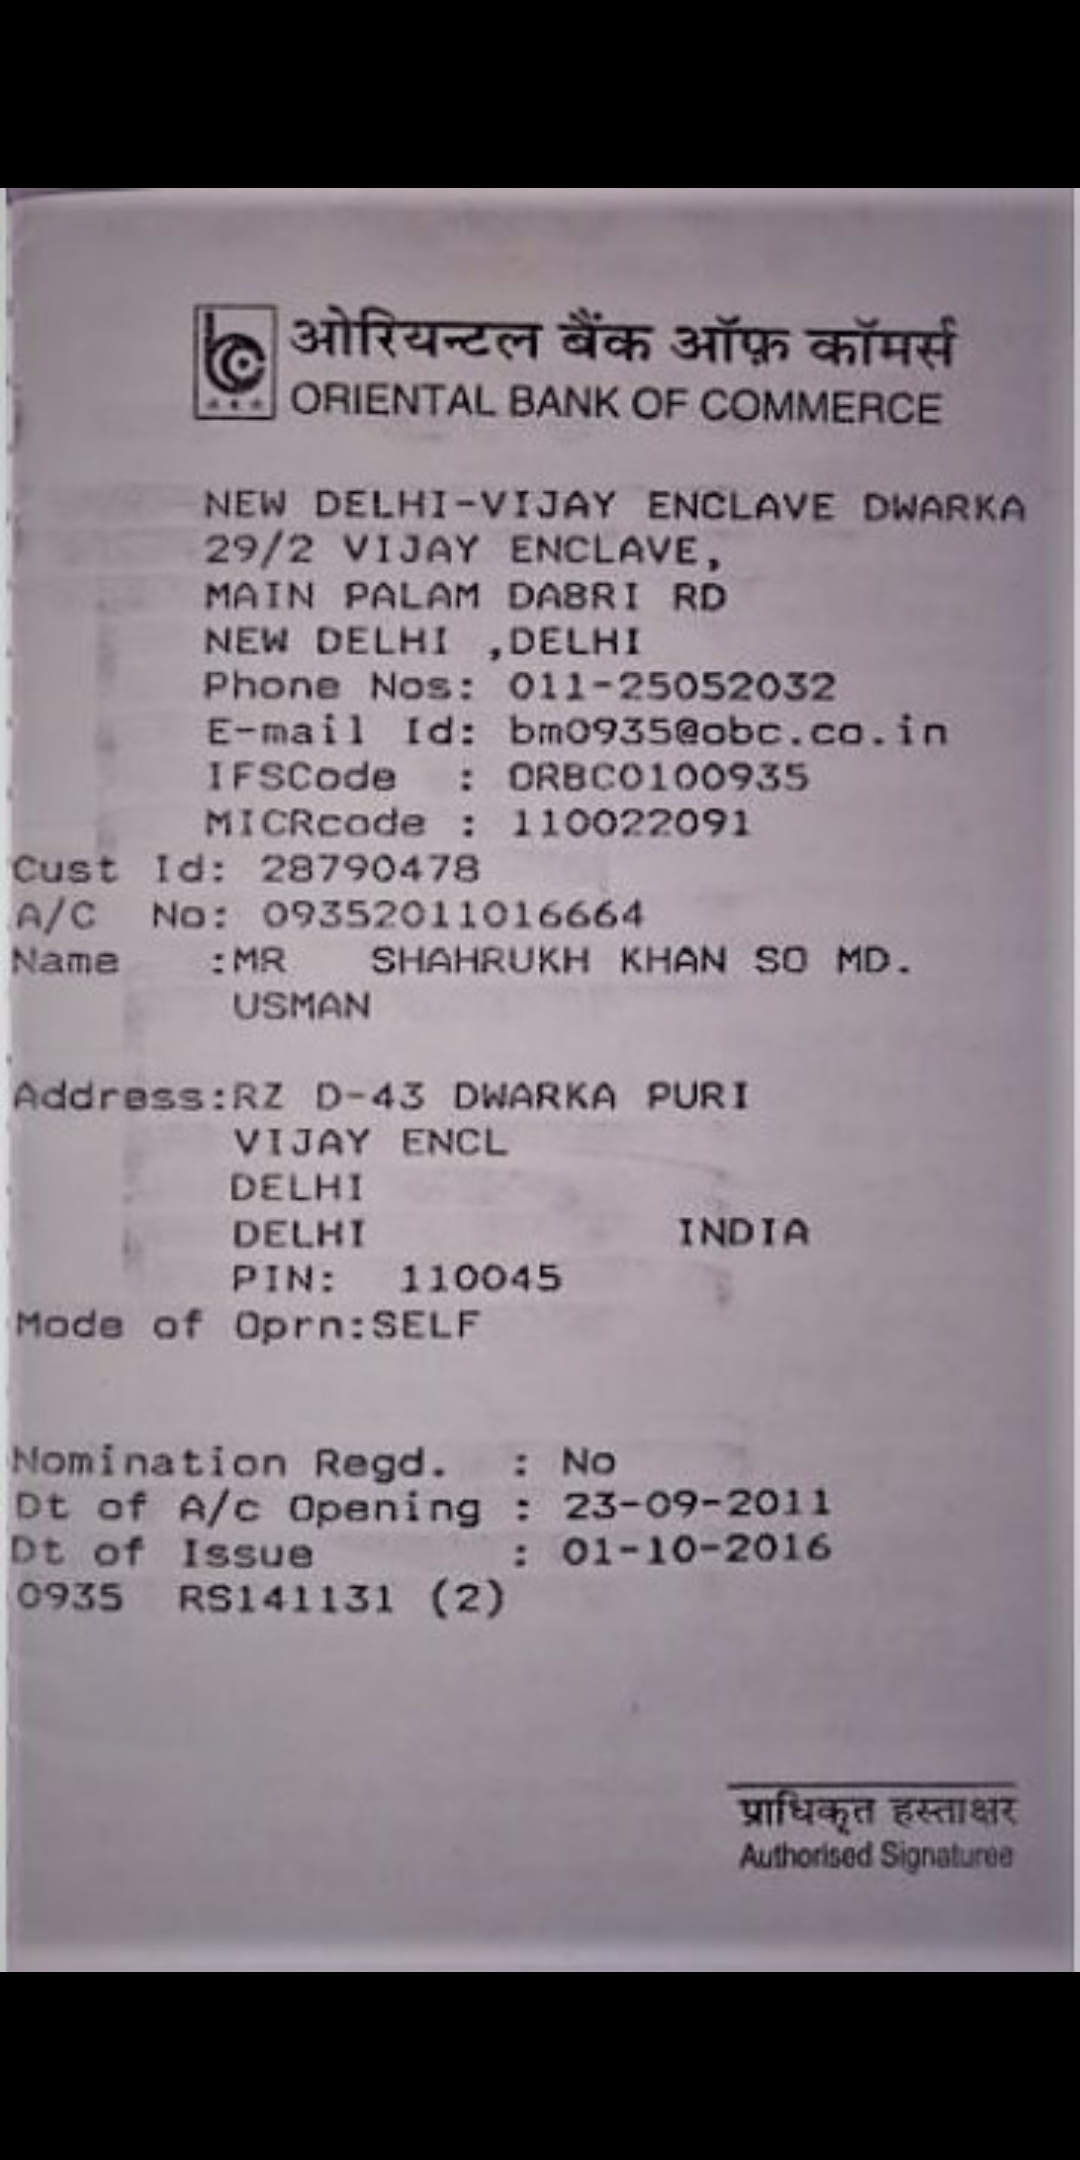 ओरियन्टल बैंक ऑफ़ कॉमर्स
ORIENTAL BANK OF COMMERCE
NEW DELHI-VIJAY ENCLAVE DWARKA
29/2 VIJAY ENCLAVE,
MAIN PALAM DABRI RD
NEW DELHI ,DELHI
Phone Nos: 011-25052032
E-mail Id: bm0935@obc.co.in
IFSCode : ORBC0100935
MICRcode : 110022091
Cust Id: 28790478
A/C No: 09352011016664
Name :MR SHAHRUKH KHAN SO MD.
USMAN
Address:RZ D-43 DWARKA PURI
VIJAY ENCL
DELHI
DELHI INDIA
PIN: 110045
Mode of Oprn:SELF
Nomination Regd. : No
Dt of A/c Opening : 23-09-2011
Dt of Issue : 01-10-2016
0935 RS141131 (2)
प्राधिकृत हस्ताक्षर
Authorised Signaturee